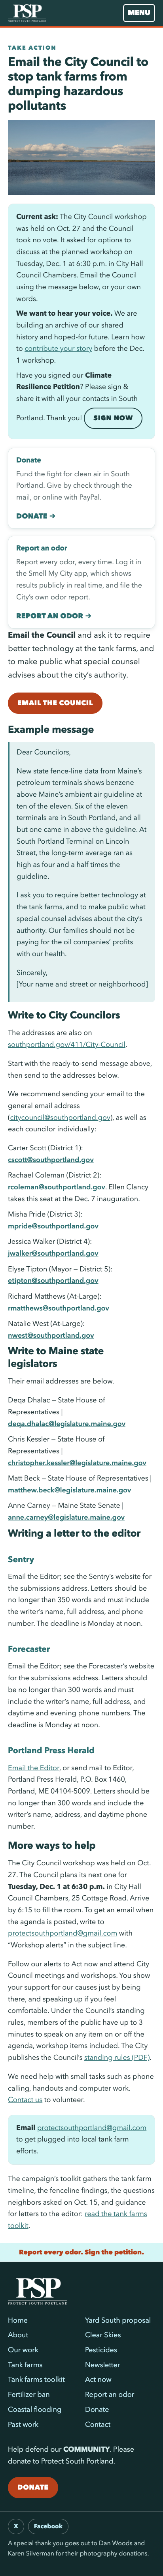 PSP
PROTECT SOUTH PORTLAND
MENU
TAKE ACTION
Email the City Council to
stop tank farms from
dumping hazardous
pollutants
Current ask: The City Council workshop
was held on Oct. 27 and the Council
took no vote. It asked for options to
discuss at the planned workshop on
Tuesday, Dec. 1 at 6:30 p.m. in City Hall
Council Chambers. Email the Council
using the message below, or your own
words.
We want to hear your voice. We are
building an archive of our shared
history and hoped-for future. Learn how
to contribute your story before the Dec.
1 workshop.
Have you signed our Climate
Resilience Petition? Please sign &
share it with all your contacts in South
Portland. Thank you! SIGN NOW
Donate
Fund the fight for clean air in South
Portland. Give by check through the
mail, or online with PayPal.
DONATE →
Report an odor
Report every odor, every time. Log it in
the Smell My City app, which shows
results publicly in real time, and file the
City's own odor report.
REPORT AN ODOR →
Email the Council and ask it to require
better technology at the tank farms, and
to make public what special counsel
advises about the city's authority.
EMAIL THE COUNCIL
Example message
Dear Councilors,
New state fence-line data from Maine's
petroleum terminals shows benzene
above Maine's ambient air guideline at
ten of the eleven. Six of the eleven
terminals are in South Portland, and all
but one came in above the guideline. At
South Portland Terminal on Lincoln
Street, the long-term average ran as
high as four and a half times the
guideline.
I ask you to require better technology at
the tank farms, and to make public what
special counsel advises about the city's
authority. Our families should not be
paying for the oil companies' profits
with our health.
Sincerely,
[Your name and street or neighborhood]
Write to City Councilors
The addresses are also on
southportland.gov/411/City-Council.
Start with the ready-to-send message above,
then send to the addresses below.
We recommend sending your email to the
general email address
(citycouncil@southportland.gov), as well as
each councilor individually:
Carter Scott (District 1):
cscott@southportland.gov
Rachael Coleman (District 2):
rcoleman@southportland.gov. Ellen Clancy
takes this seat at the Dec. 7 inauguration.
Misha Pride (District 3):
mpride@southportland.gov
Jessica Walker (District 4):
jwalker@southportland.gov
Elyse Tipton (Mayor — District 5):
etipton@southportland.gov
Richard Matthews (At-Large):
rmatthews@southportland.gov
Natalie West (At-Large):
nwest@southportland.gov
Write to Maine state
legislators
Their email addresses are below.
Deqa Dhalac — State House of
Representatives |
deqa.dhalac@legislature.maine.gov
Chris Kessler — State House of
Representatives |
christopher.kessler@legislature.maine.gov
Matt Beck — State House of Representatives |
matthew.beck@legislature.maine.gov
Anne Carney — Maine State Senate |
anne.carney@legislature.maine.gov
Writing a letter to the editor
Sentry
Email the Editor; see the Sentry's website for
the submissions address. Letters should be
no longer than 350 words and must include
the writer's name, full address, and phone
number. The deadline is Monday at noon.
Forecaster
Email the Editor; see the Forecaster's website
for the submissions address. Letters should
be no longer than 300 words and must
include the writer's name, full address, and
daytime and evening phone numbers. The
deadline is Monday at noon.
Portland Press Herald
Email the Editor, or send mail to Editor,
Portland Press Herald, P.O. Box 1460,
Portland, ME 04104-5009. Letters should be
no longer than 300 words and include the
writer's name, address, and daytime phone
number.
More ways to help
The City Council workshop was held on Oct.
27. The Council plans its next one for
Tuesday, Dec. 1 at 6:30 p.m. in City Hall
Council Chambers, 25 Cottage Road. Arrive
by 6:15 to fill the room. To get an email when
the agenda is posted, write to
protectsouthportland@gmail.com with
"Workshop alerts" in the subject line.
Follow our alerts to Act now and attend City
Council meetings and workshops. You show
your support for our causes just by being
there, and speaking up if you feel
comfortable. Under the Council's standing
rules, members of the public have up to 3
minutes to speak on any item on or off the
agenda, workshop items included. The City
publishes the Council's standing rules (PDF).
We need help with small tasks such as phone
calling, handouts and computer work.
Contact us to volunteer.
Email protectsouthportland@gmail.com
to get plugged into local tank farm
efforts.
The campaign's toolkit gathers the tank farm
timeline, the fenceline findings, the questions
neighbors asked on Oct. 15, and guidance for
letters to the editor: read the tank farms
toolkit.
Report every odor. Sign the petition.
PSP
PROTECT SOUTH PORTLAND
Home
About
Our work
Tank farms
Tank farms toolkit
Fertilizer ban
Coastal flooding
Past work
Yard South proposal
Clear Skies
Pesticides
Newsletter
Act now
Report an odor
Donate
Contact
Help defend our COMMUNITY. Please
donate to Protect South Portland.
DONATE
X
Facebook
A special thank you goes out to Dan Woods and
Karen Silverman for their photography donations.